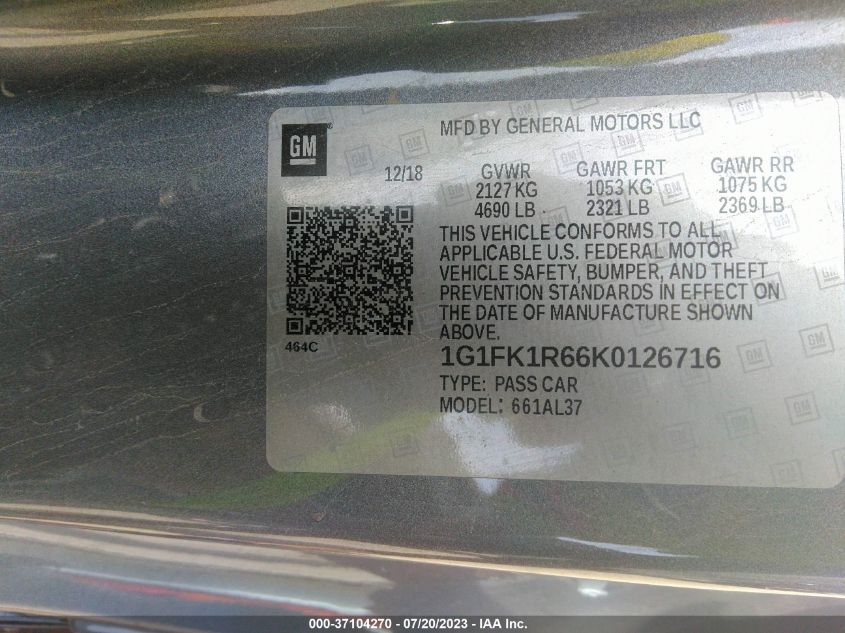 MFD BY GENERAL MOTORS LLC
GM
12/18
GVWR GAWR FRT GAWR RR
2127 KG 1053 KG 1075 KG
4690 LB 2321 LB 2369 LB
THIS VEHICLE CONFORMS TO ALL
APPLICABLE U.S. FEDERAL MOTOR
VEHICLE SAFETY, BUMPER, AND THEFT
PREVENTION STANDARDS IN EFFECT ON
THE DATE OF MANUFACTURE SHOWN
ABOVE.
464C
1G1FK1R66K0126716
TYPE: PASS CAR
MODEL: 661AL37
000-37104270 - 07/20/2023 - IAA Inc.